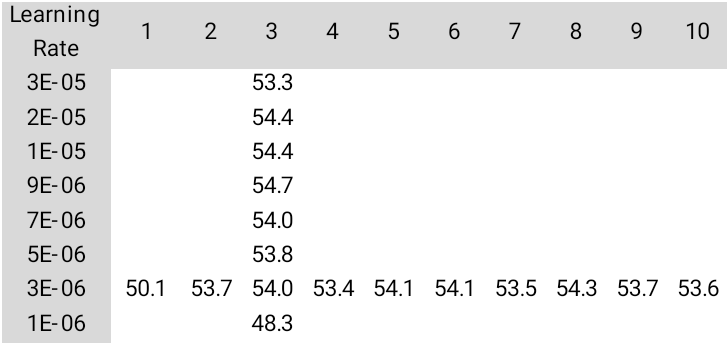 Learning Rate 1 2 3 4 5 6 7 8 9 10
3E-05 53.3
2E-05 54.4
1E-05 54.4
9E-06 54.7
7E-06 54.0
5E-06 53.8
3E-06 50.1 53.7 54.0 53.4 54.1 54.1 53.5 54.3 53.7 53.6
1E-06 48.3